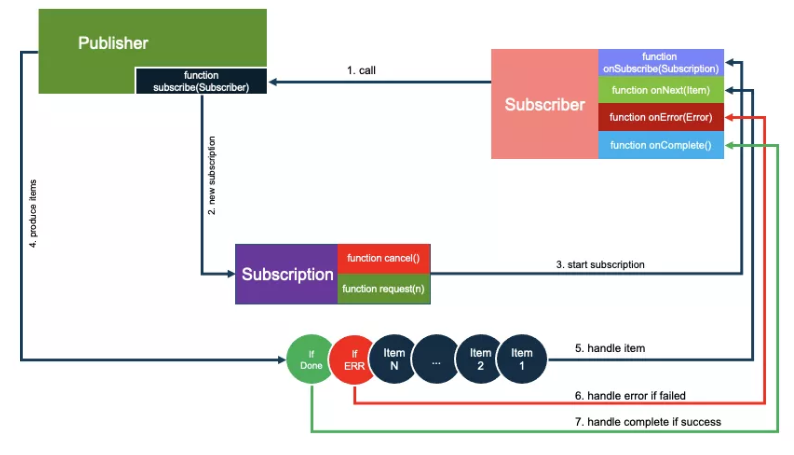 Publisher
function
subscribe(Subscriber)
1. call
Subscriber
function
onSubscribe(Subscription)
function onNext(Item)
function onError(Error)
function onComplete()
2. new subscription
4. produce items
Subscription
function cancel()
function request(n)
3. start subscription
If
Done
If
ERR
Item
N
...
Item
2
Item
1
5. handle item
6. handle error if failed
7. handle complete if success